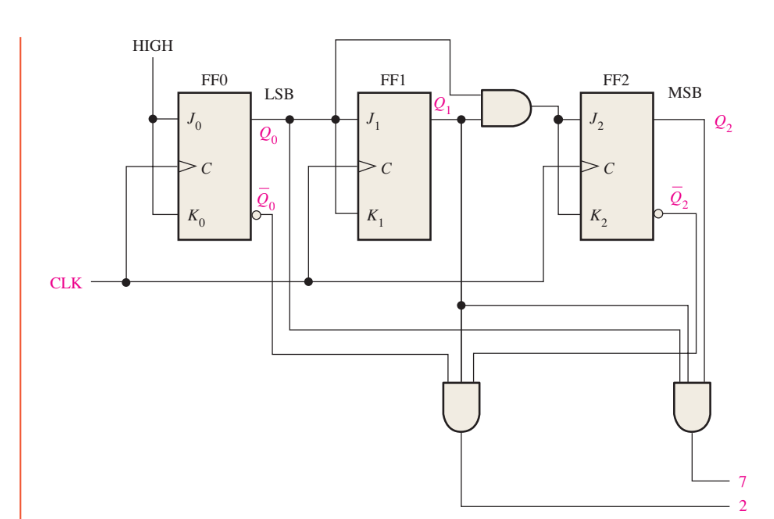 HIGH
FF0
LSB
FF1
FF2
MSB
J₀
Q₀
J₁
Q₁
J₂
Q₂
C
C
C
K₀
Q̅₀
K₁
K₂
Q̅₂
CLK
7
2